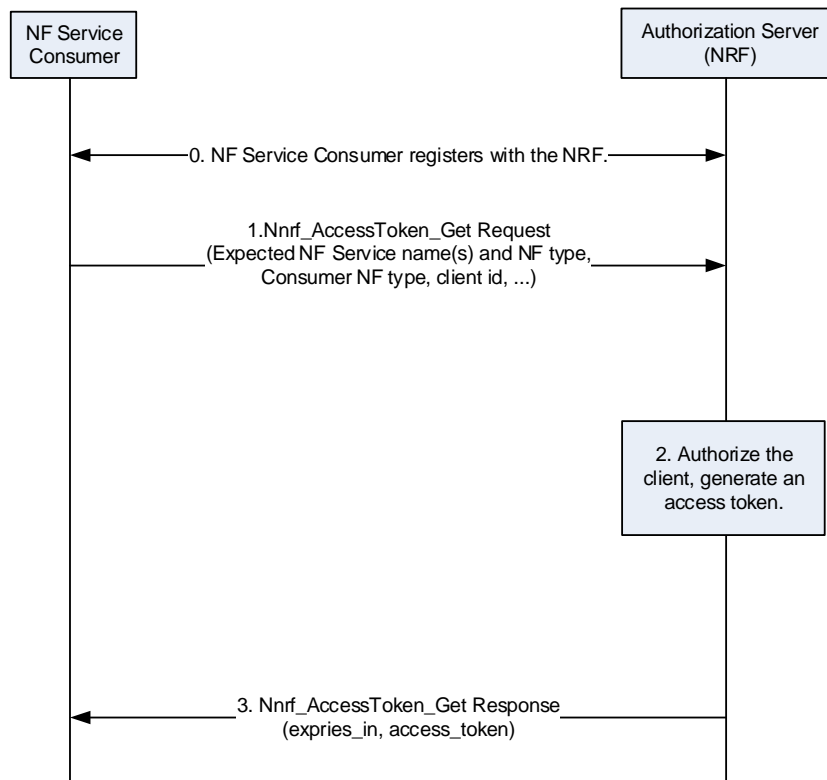 NF Service
Consumer
Authorization Server
(NRF)
0. NF Service Consumer registers with the NRF.
1.Nnrf_AccessToken_Get Request
(Expected NF Service name(s) and NF type,
Consumer NF type, client id, ...)
2. Authorize the
client, generate an
access token.
3. Nnrf_AccessToken_Get Response
(expries_in, access_token)